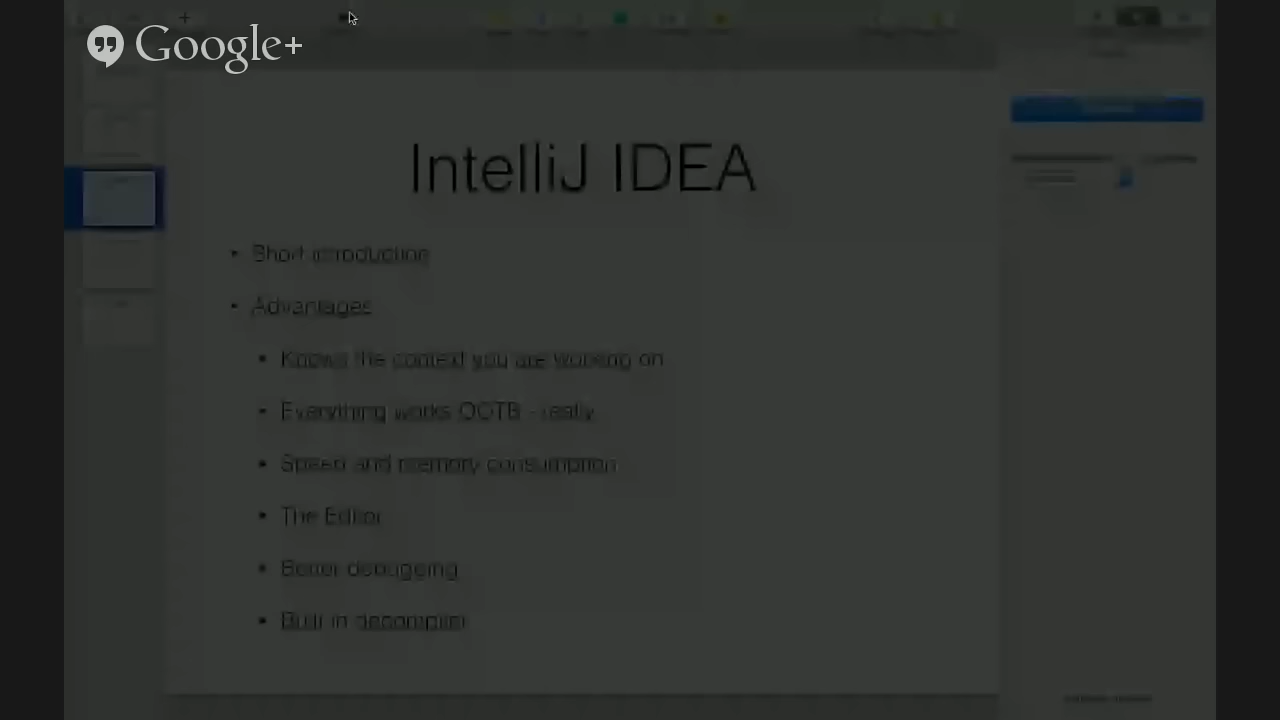 Google+
IntelliJ IDEA
• Short introduction
• Advantages
• Knows the context you are working on
• Everything works OOTB - really
• Speed and memory consumption
• The Editor
• Better debugging
• Built in decompiler